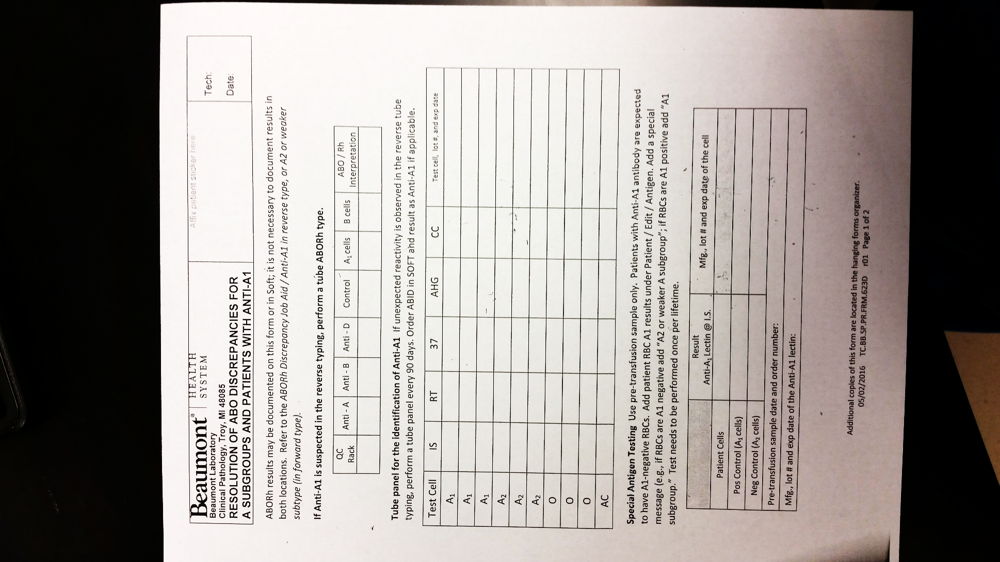 Beaumont® | HEALTH SYSTEM
Affix patient sticker here
Tech:
Date:
Beaumont Laboratory
Clinical Pathology, Troy, MI 48085
RESOLUTION OF ABO DISCREPANCIES FOR
A SUBGROUPS AND PATIENTS WITH ANTI-A1
ABORh results may be documented on this form or in Soft; it is not necessary to document results in
both locations. Refer to the ABORh Discrepancy Job Aid / Anti-A1 in reverse type, or A2 or weaker
subtype (in forward type).
If Anti-A1 is suspected in the reverse typing, perform a tube ABORh type.
QC Rack | Anti - A | Anti - B | Anti - D | Control | A₁ cells | B cells | ABO / Rh Interpretation
Tube panel for the identification of Anti-A1 If unexpected reactivity is observed in the reverse tube
typing, perform a tube panel every 90 days. Order ABID in SOFT and result as Anti-A1 if applicable.
Test Cell | IS | RT | 37 | AHG | CC | Test cell, lot #, and exp date
A₁
A₁
A₁
A₂
A₂
A₂
O
O
O
AC
Special Antigen Testing Use pre-transfusion sample only. Patients with Anti-A1 antibody are expected
to have A1-negative RBCs. Add patient RBC A1 results under Patient / Edit / Antigen. Add a special
message (e.g., if RBCs are A1 negative add "A2 or weaker A subgroup"; if RBCs are A1 positive add "A1
subgroup." Test needs to be performed once per lifetime.
Result
Anti-A₁ Lectin @ I.S. | Mfg., lot # and exp date of the cell
Patient Cells
Pos Control (A₁ cells)
Neg Control (A₂ cells)
Pre-transfusion sample date and order number:
Mfg., lot # and exp date of the Anti-A1 lectin:
Additional copies of this form are located in the hanging forms organizer.
05/02/2016 TC.BB.SP.PR.FRM.623D r01 Page 1 of 2